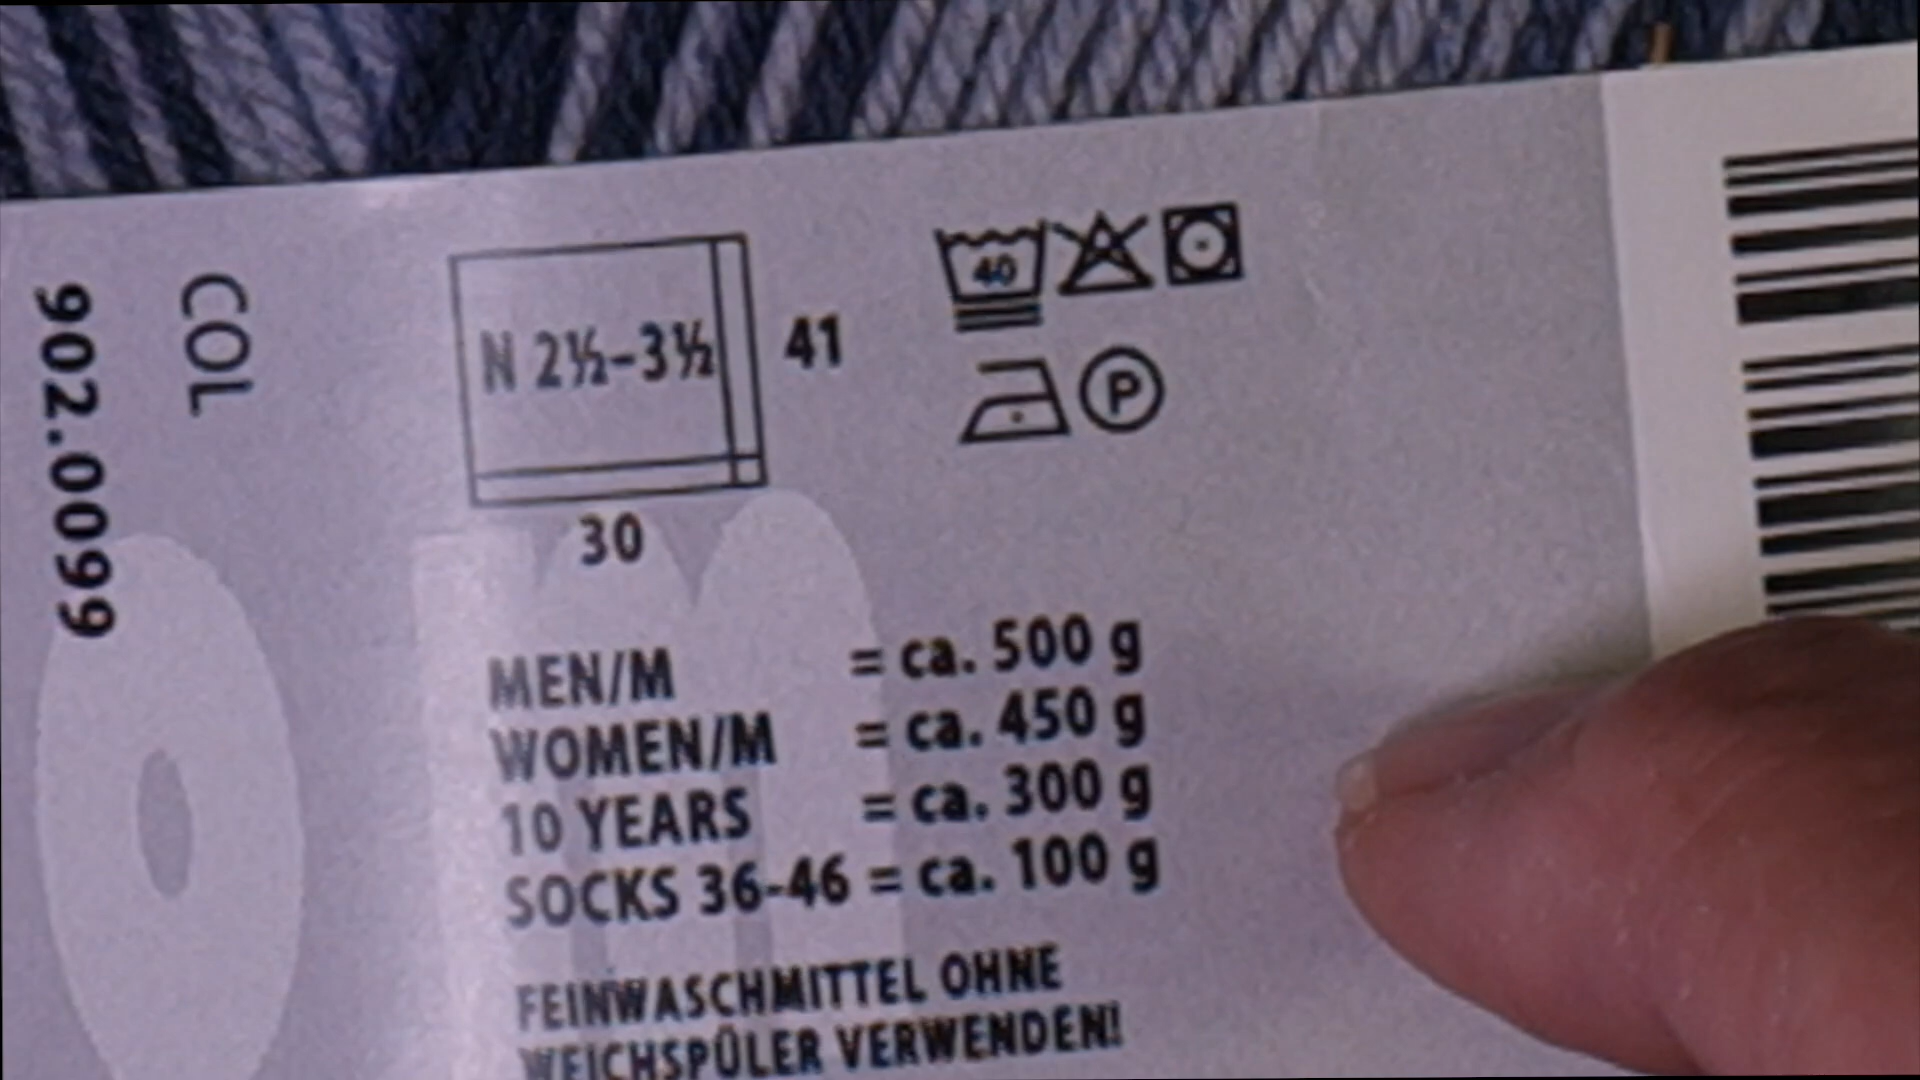 COL
902.0099
N 2½-3½
41
30
40
P
MEN/M = ca. 500 g
WOMEN/M = ca. 450 g
10 YEARS = ca. 300 g
SOCKS 36-46 = ca. 100 g
FEINWASCHMITTEL OHNE
WEICHSPÜLER VERWENDEN!